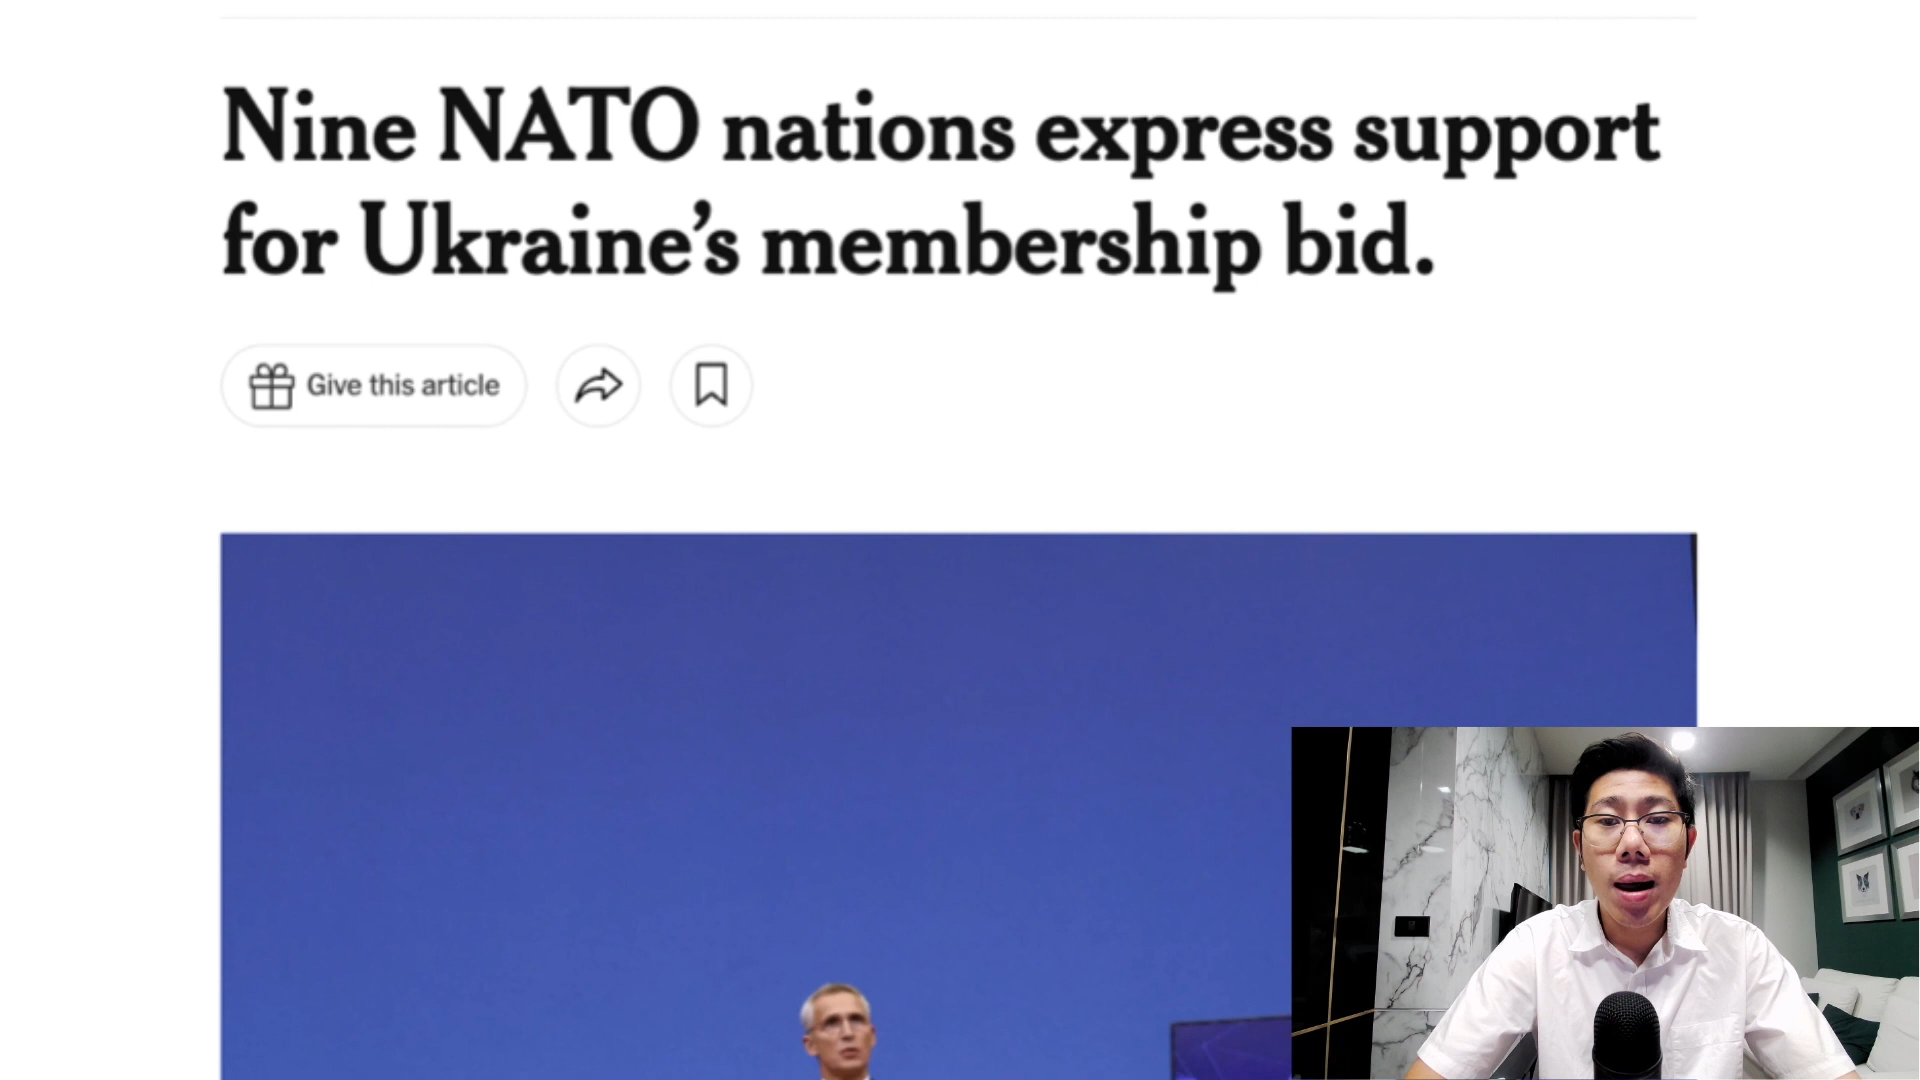 Nine NATO nations express support
for Ukraine’s membership bid.
Give this article